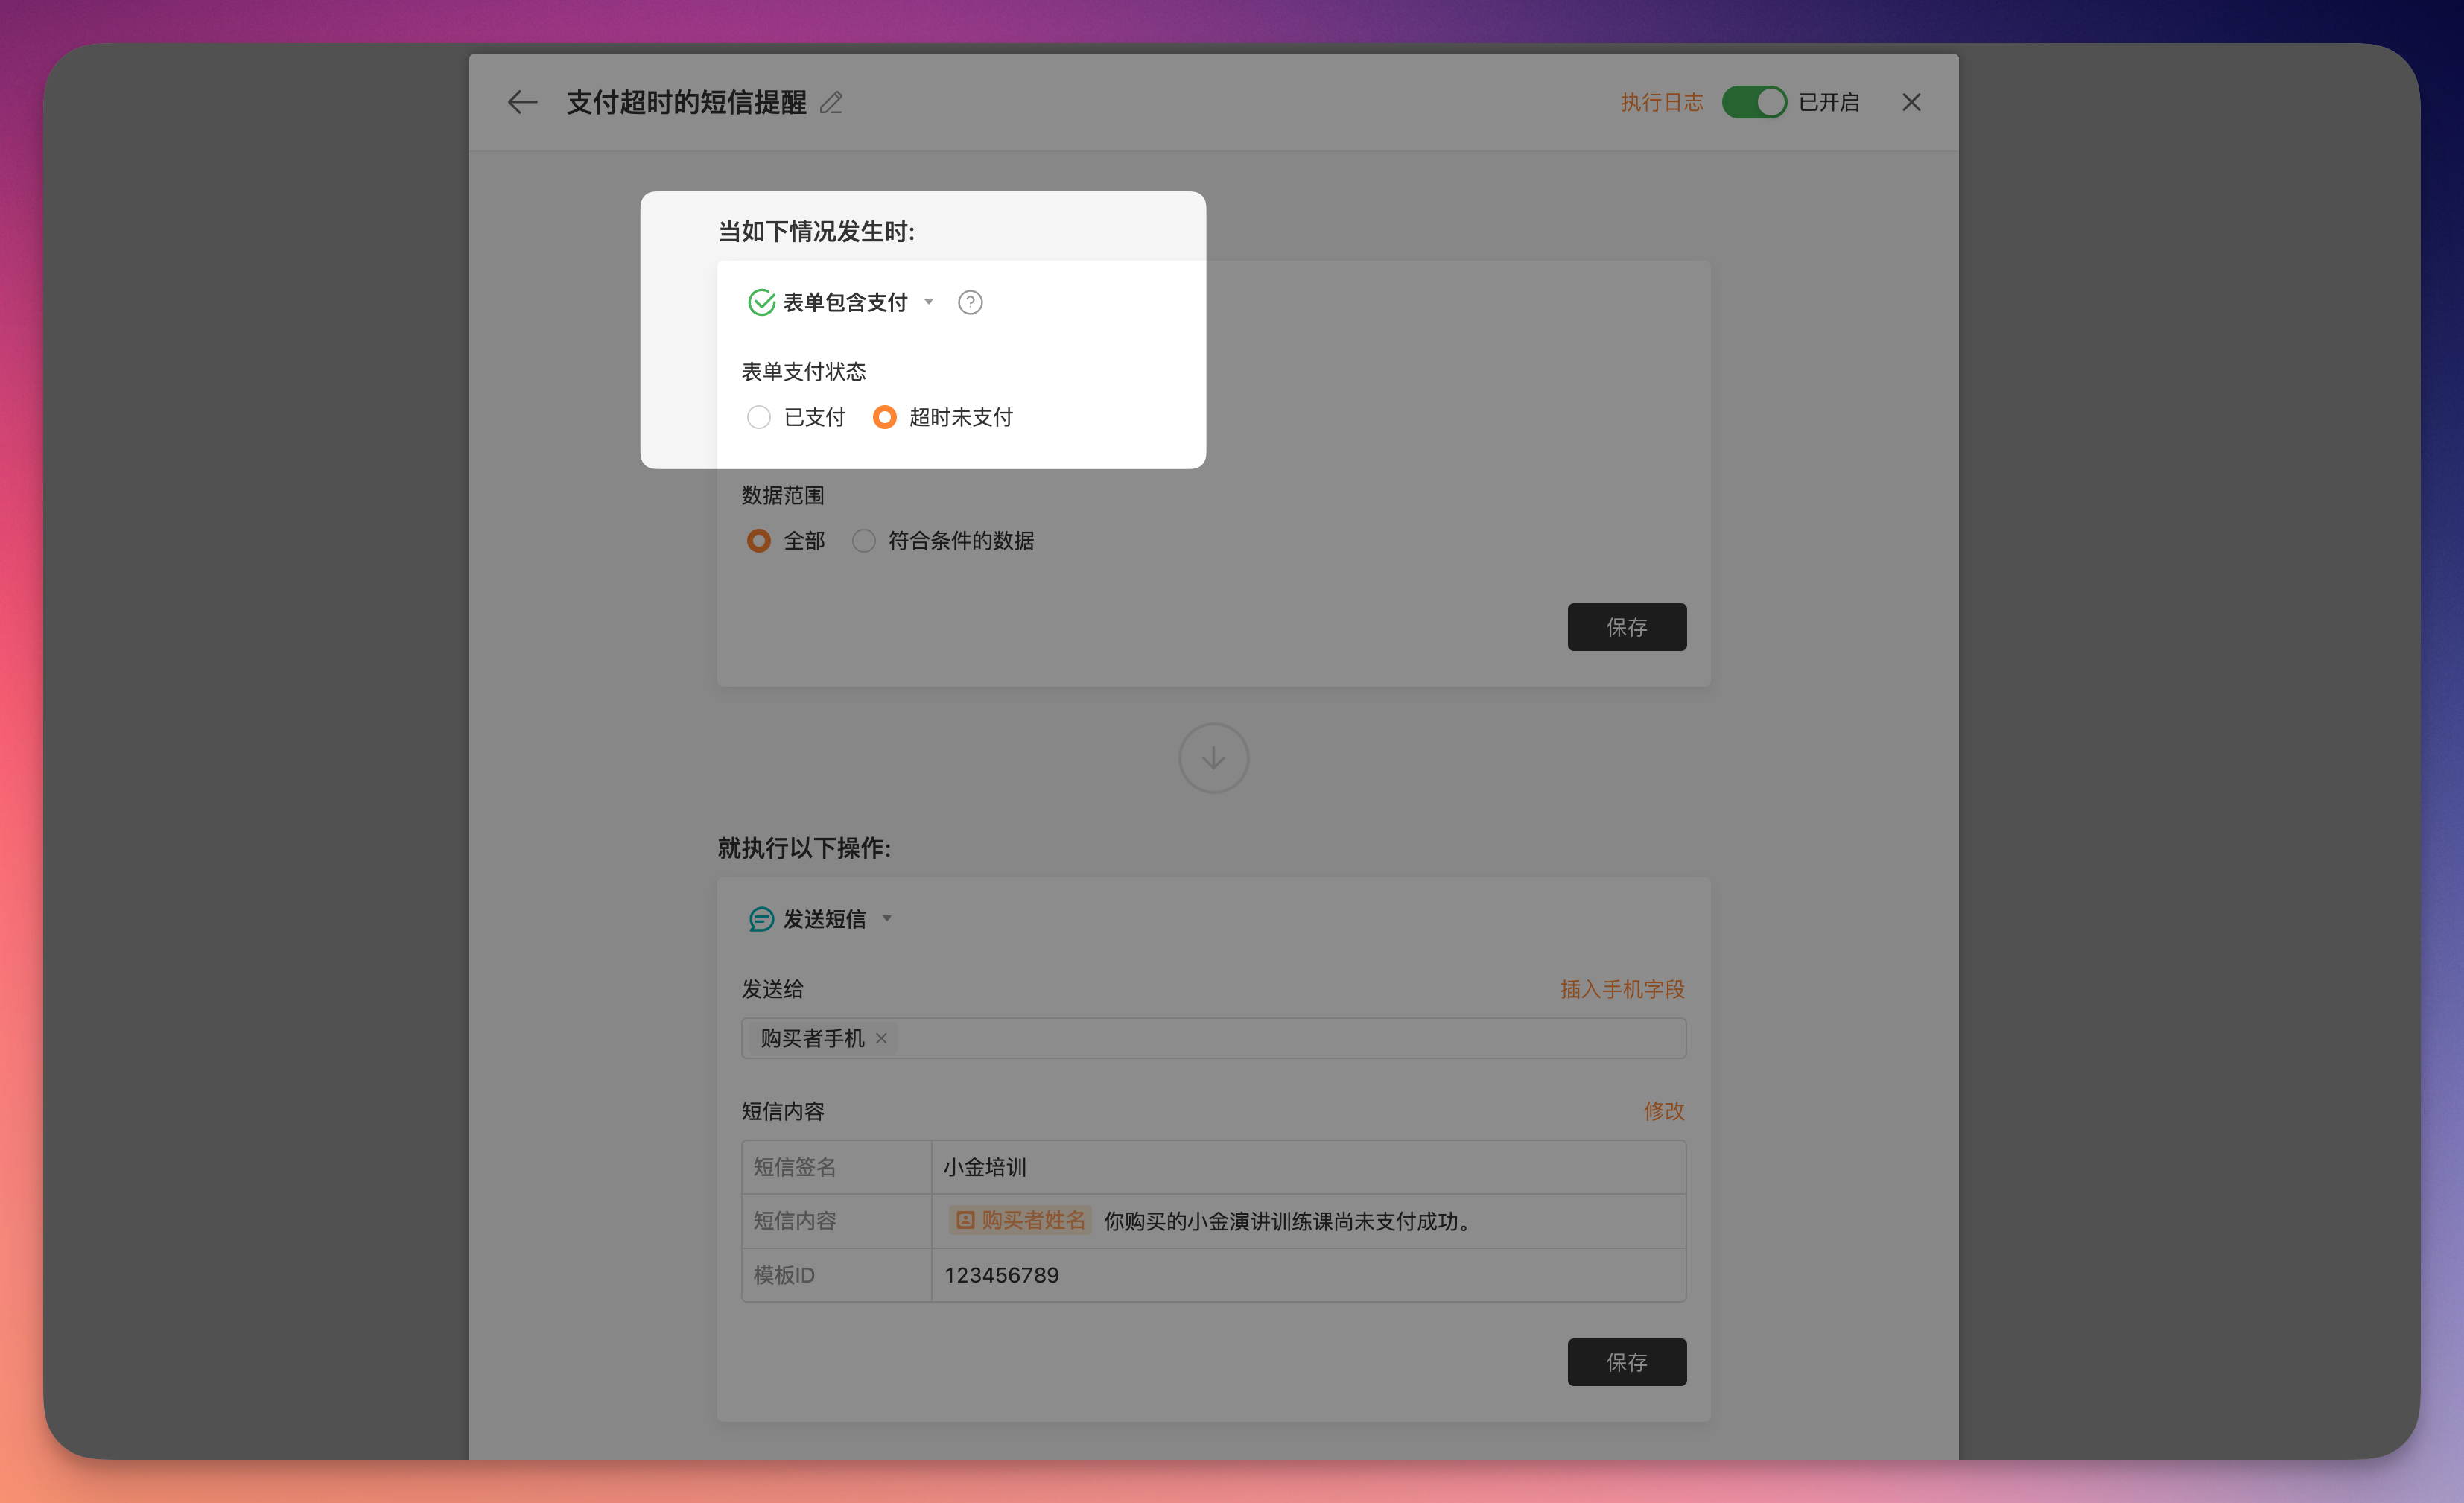 支付超时的短信提醒
执行日志 已开启
当如下情况发生时:
表单包含支付 ?
表单支付状态
已支付 超时未支付
数据范围
全部 符合条件的数据
保存
就执行以下操作:
发送短信
发送给 插入手机字段
购买者手机
短信内容 修改
短信签名 小金培训
短信内容 购买者姓名 你购买的小金演讲训练课尚未支付成功。
模板ID 123456789
保存